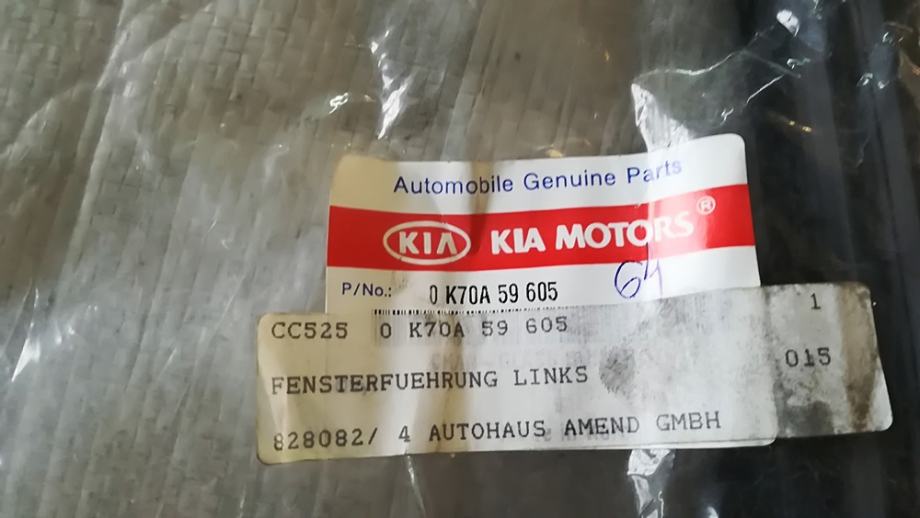 Automobile Genuine Parts
KIA KIA MOTORS®
P/No.: 0 K70A 59 605
64
CC525 0 K70A 59 605 1
015
FENSTERFUEHRUNG LINKS
828082/ 4 AUTOHAUS AMEND GMBH